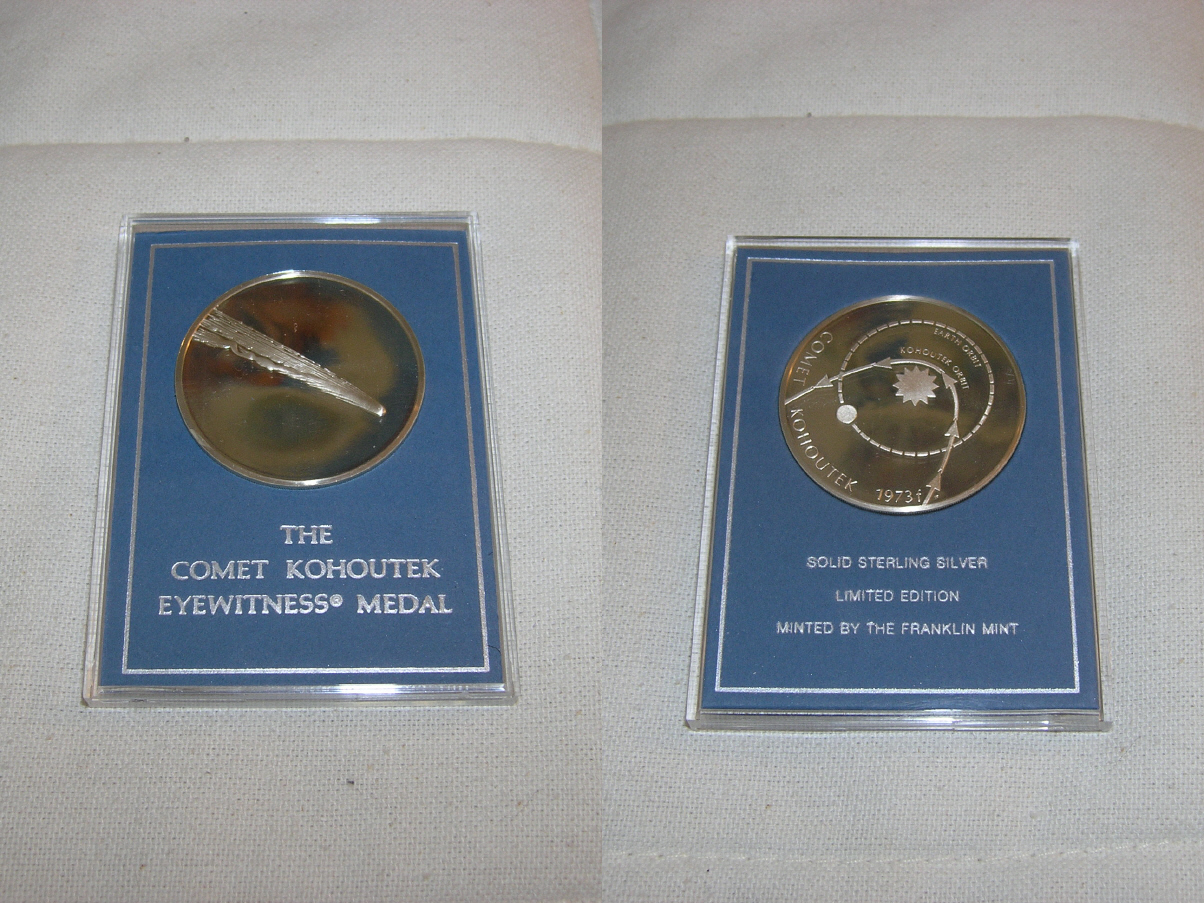 THE
COMET KOHOUTEK
EYEWITNESS® MEDAL
EARTH ORBIT
KOHOUTEK ORBIT
COMET KOHOUTEK 1973f
SOLID STERLING SILVER
LIMITED EDITION
MINTED BY THE FRANKLIN MINT